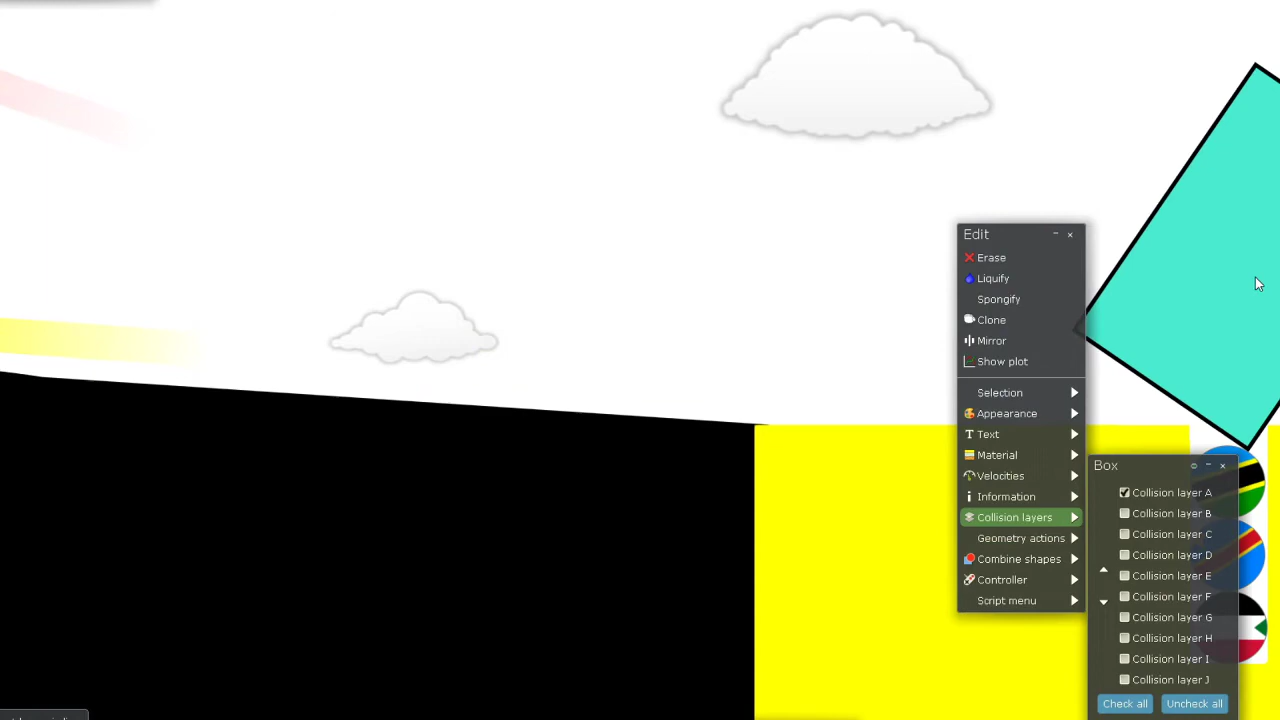 Edit
Erase
Liquify
Spongify
Clone
Mirror
Show plot
Selection
Appearance
Text
Material
Velocities
Information
Collision layers
Geometry actions
Combine shapes
Controller
Script menu
Box
Collision layer A
Collision layer B
Collision layer C
Collision layer D
Collision layer E
Collision layer F
Collision layer G
Collision layer H
Collision layer I
Collision layer J
Check all
Uncheck all